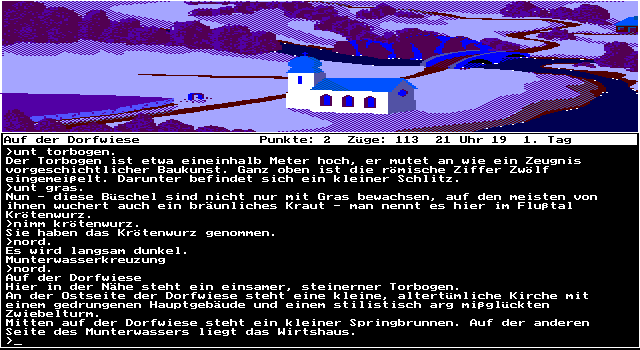 Auf der Dorfwiese Punkte: 2 Züge: 113 21 Uhr 19 1. Tag
>unt torbogen.
Der Torbogen ist etwa eineinhalb Meter hoch, er mutet an wie ein Zeugnis
vorgeschichtlicher Baukunst. Ganz oben ist die römische Ziffer Zwölf
eingemeißelt. Darunter befindet sich ein kleiner Schlitz.
>unt gras.
Nun - diese Büschel sind nicht nur mit Gras bewachsen, auf den meisten von
ihnen wuchert auch ein bräunliches Kraut - man nennt es hier im Flußtal
Krötenwurz.
>nimm krötenwurz.
Sie haben das Krötenwurz genommen.
>nord.
Es wird langsam dunkel.
Munterwasserkreuzung
>nord.
Auf der Dorfwiese
Hier in der Nähe steht ein einsamer, steinerner Torbogen.
An der Ostseite der Dorfwiese steht eine kleine, altertümliche Kirche mit
einem gedrungenen Hauptgebäude und einem stilistisch arg mißglückten
Zwiebelturm.
Mitten auf der Dorfwiese steht ein kleiner Springbrunnen. Auf der anderen
Seite des Munterwassers liegt das Wirtshaus.
>_